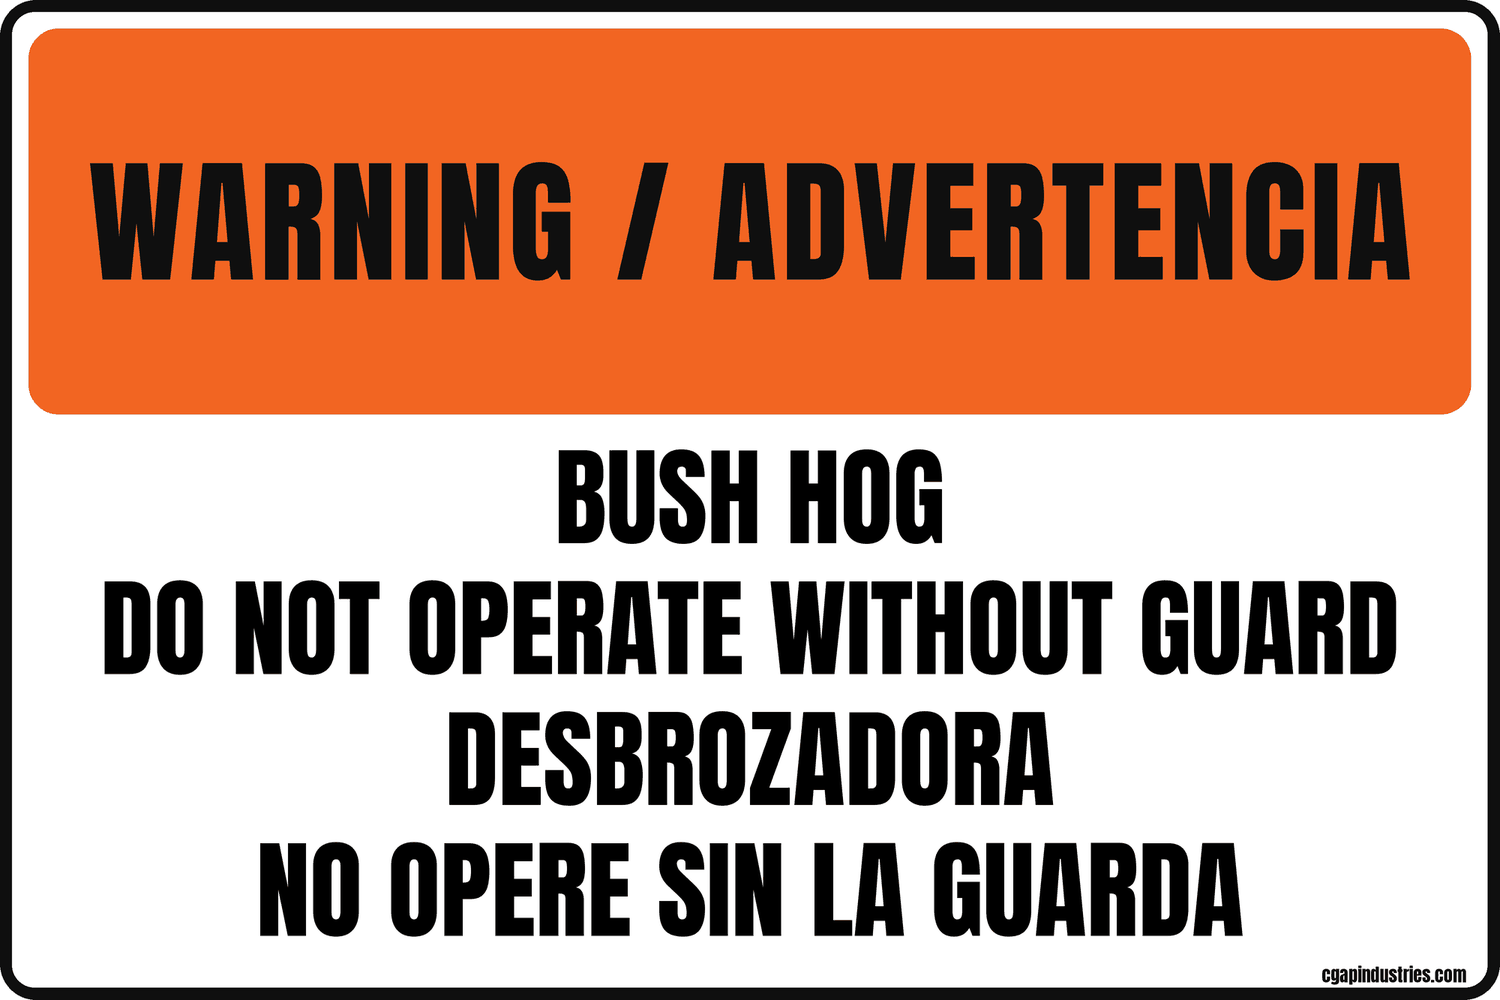 WARNING / ADVERTENCIA
BUSH HOG
DO NOT OPERATE WITHOUT GUARD
DESBROZADORA
NO OPERE SIN LA GUARDA
cgapindustries.com